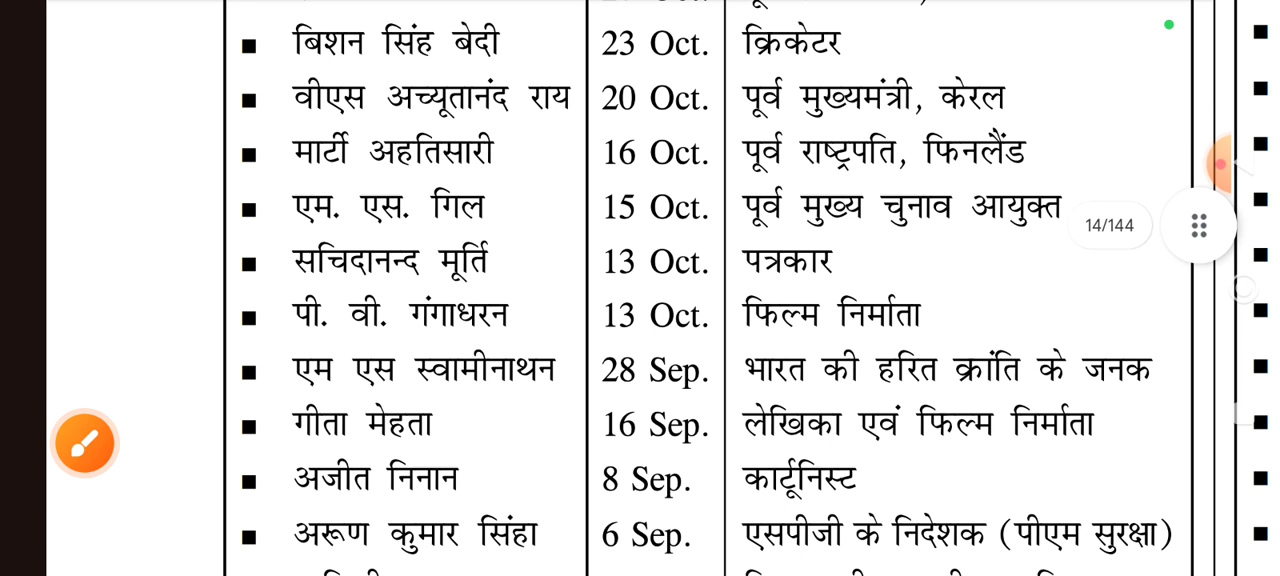 ■ बिशन सिंह बेदी 23 Oct. क्रिकेटर
■ वीएस अच्यूतानंद राय 20 Oct. पूर्व मुख्यमंत्री, केरल
■ मार्टी अहतिसारी 16 Oct. पूर्व राष्ट्रपति, फिनलैंड
■ एम. एस. गिल 15 Oct. पूर्व मुख्य चुनाव आयुक्त
14/144
■ सचिदानन्द मूर्ति 13 Oct. पत्रकार
■ पी. वी. गंगाधरन 13 Oct. फिल्म निर्माता
■ एम एस स्वामीनाथन 28 Sep. भारत की हरित क्रांति के जनक
■ गीता मेहता 16 Sep. लेखिका एवं फिल्म निर्माता
■ अजीत निनान 8 Sep. कार्टूनिस्ट
■ अरूण कुमार सिंहा 6 Sep. एसपीजी के निदेशक (पीएम सुरक्षा)